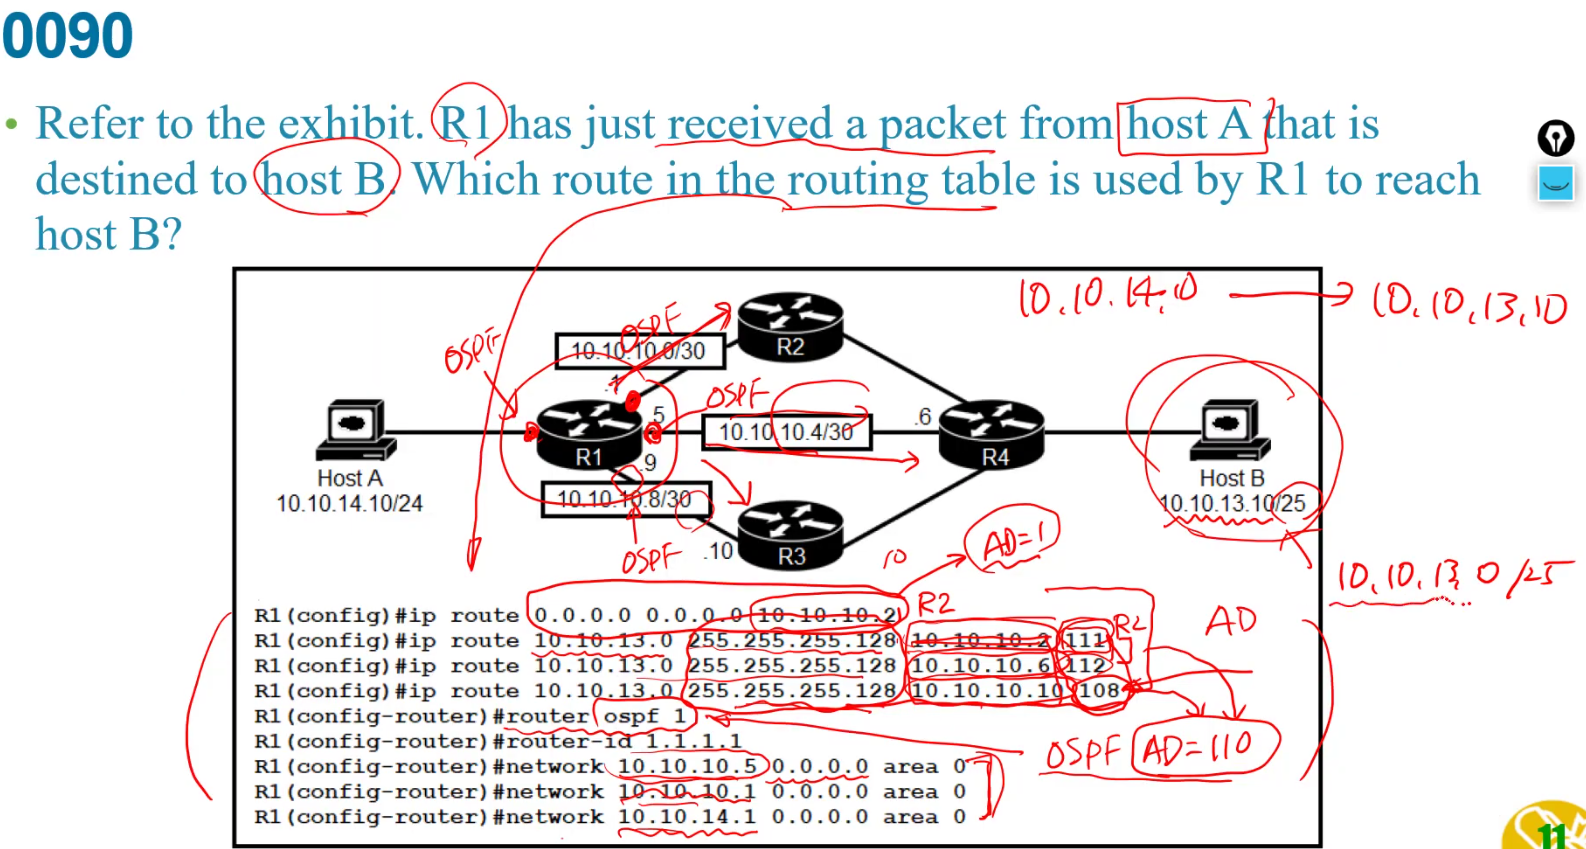 0090
• Refer to the exhibit. R1 has just received a packet from host A that is
destined to host B. Which route in the routing table is used by R1 to reach
host B?
10.10.14.10 → 10.10.13.10
OSPF
OSPF
10.10.10.0/30
R2
.1
OSPF
.5
10.10.10.4/30
.6
R1
R4
.9
Host A
10.10.14.10/24
Host B
10.10.13.10/25
10.10.10.8/30
OSPF
.10
R3
10
AD=1
10.10.13.0/25
R1(config)#ip route 0.0.0.0 0.0.0.0 10.10.10.2 R2
R1(config)#ip route 10.10.13.0 255.255.255.128 10.10.10.2 111 R2 AD
R1(config)#ip route 10.10.13.0 255.255.255.128 10.10.10.6 112
R1(config)#ip route 10.10.13.0 255.255.255.128 10.10.10.10 108
R1(config-router)#router ospf 1
R1(config-router)#router-id 1.1.1.1
OSPF AD=110
R1(config-router)#network 10.10.10.5 0.0.0.0 area 0
R1(config-router)#network 10.10.10.1 0.0.0.0 area 0
R1(config-router)#network 10.10.14.1 0.0.0.0 area 0
11